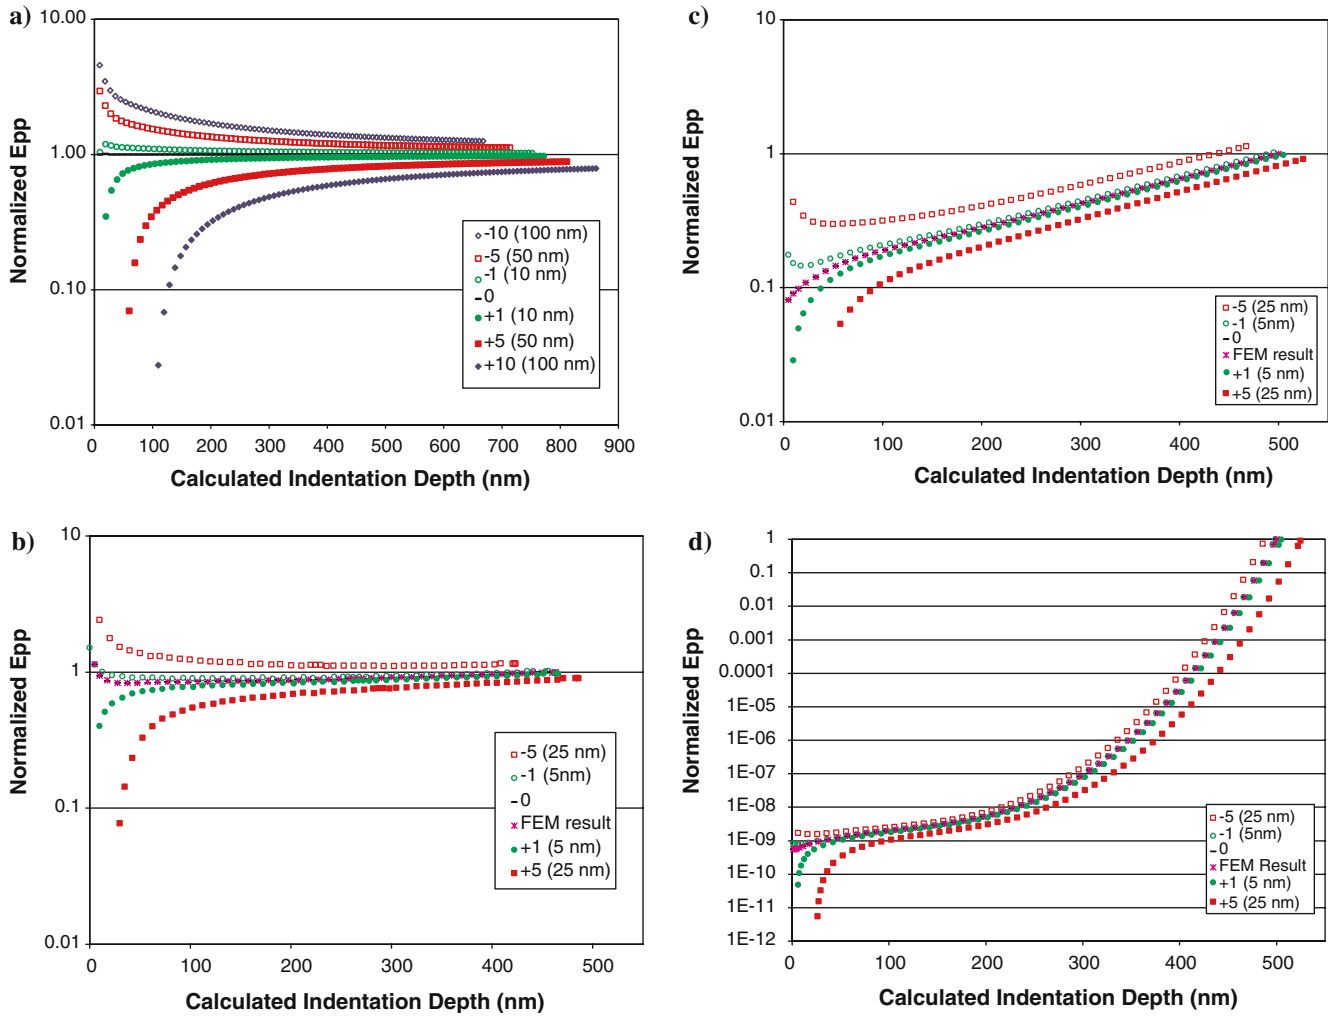 a)
10.00
1.00
0.10
0.01
Normalized Epp
0 100 200 300 400 500 600 700 800 900
Calculated Indentation Depth (nm)
-10 (100 nm)
-5 (50 nm)
-1 (10 nm)
0
+1 (10 nm)
+5 (50 nm)
+10 (100 nm)
c)
10
1
0.1
0.01
Normalized Epp
0 100 200 300 400 500
Calculated Indentation Depth (nm)
-5 (25 nm)
-1 (5nm)
0
FEM result
+1 (5 nm)
+5 (25 nm)
b)
10
1
0.1
0.01
Normalized Epp
0 100 200 300 400 500
Calculated Indentation Depth (nm)
-5 (25 nm)
-1 (5nm)
0
FEM result
+1 (5 nm)
+5 (25 nm)
d)
1
0.1
0.01
0.001
0.0001
1E-05
1E-06
1E-07
1E-08
1E-09
1E-10
1E-11
1E-12
Normalized Epp
0 100 200 300 400 500
Calculated Indentation Depth (nm)
-5 (25 nm)
-1 (5nm)
0
FEM Result
+1 (5 nm)
+5 (25 nm)